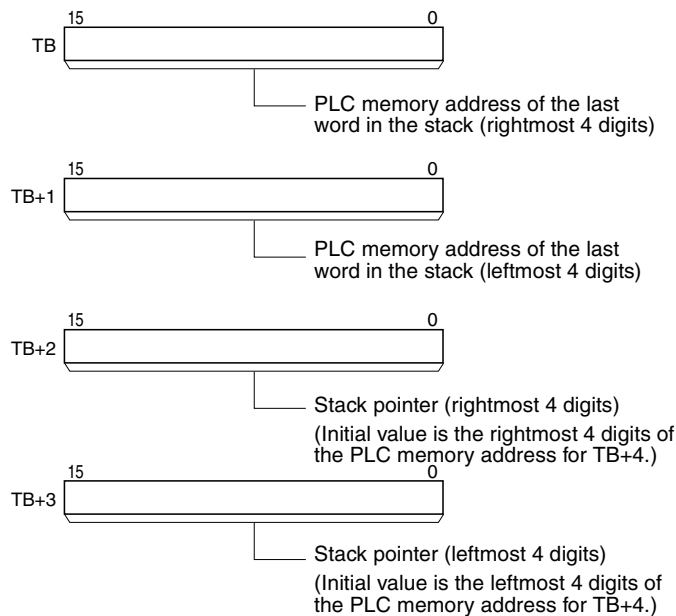 15 0
TB
PLC memory address of the last
word in the stack (rightmost 4 digits)
15 0
TB+1
PLC memory address of the last
word in the stack (leftmost 4 digits)
15 0
TB+2
Stack pointer (rightmost 4 digits)
(Initial value is the rightmost 4 digits of
the PLC memory address for TB+4.)
15 0
TB+3
Stack pointer (leftmost 4 digits)
(Initial value is the leftmost 4 digits of
the PLC memory address for TB+4.)